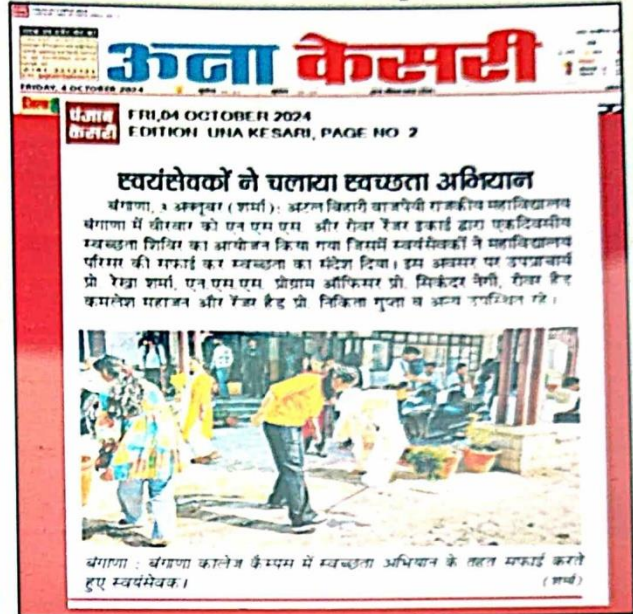 ऊना केसरी
FRIDAY, 4 OCTOBER 2024
पंजाब केसरी
FRI,04 OCTOBER 2024
EDITION UNA KESARI, PAGE NO 2
स्वयंसेवकों ने चलाया स्वच्छता अभियान
बंगाणा, 3 अक्तूबर (शर्मा): अटल बिहारी वाजपेयी राजकीय महाविद्यालय
बंगाणा में वीरवार को एन.एस.एस. और रोवर रेंजर इकाई द्वारा एकदिवसीय
स्वच्छता शिविर का आयोजन किया गया जिसमें स्वयंसेवकों ने महाविद्यालय
परिसर की सफाई कर स्वच्छता का संदेश दिया। इस अवसर पर उपप्राचार्य
प्रो. रेखा शर्मा, एन.एस.एस. प्रोग्राम ऑफिसर प्रो. सिकंदर नेगी, रोवर हैड
कमलेश महाजन और रेंजर हैड प्रो. निकिता गुप्ता व अन्य उपस्थित रहे।
बंगाणा : बंगाणा कालेज कैम्पस में स्वच्छता अभियान के तहत सफाई करते
हुए स्वयंसेवक। (शर्मा)